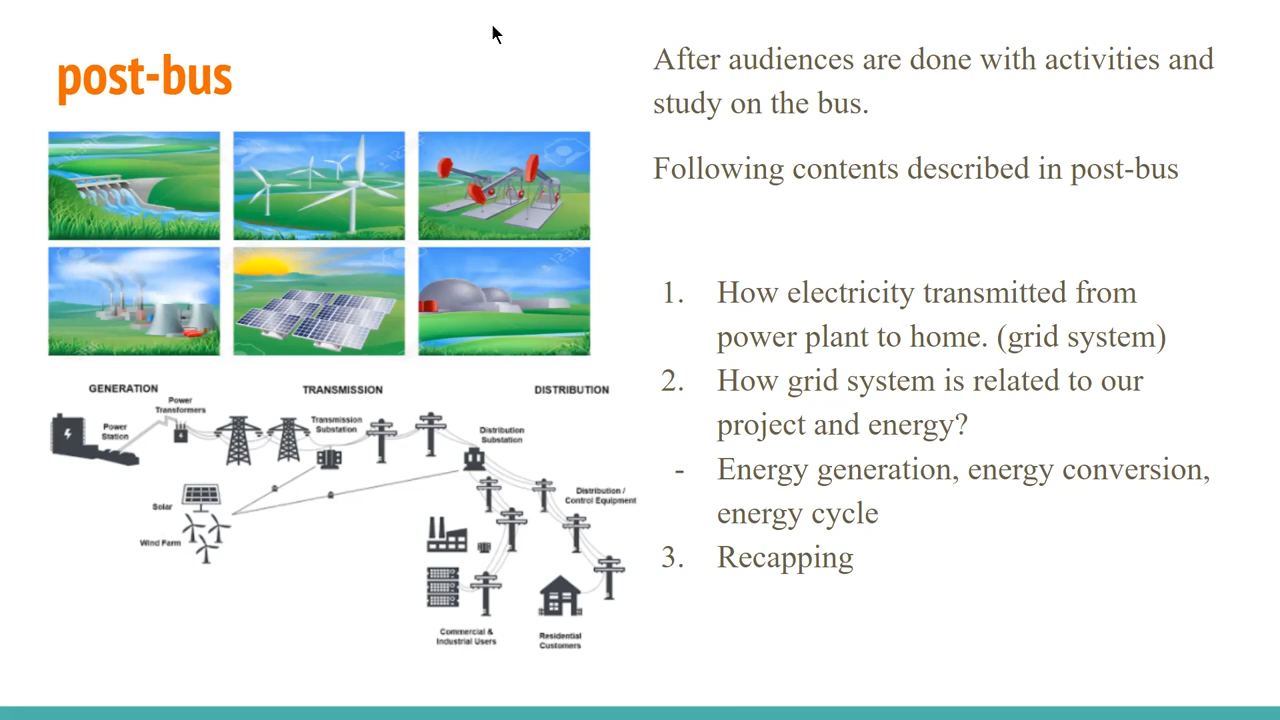 post-bus
After audiences are done with activities and
study on the bus.
Following contents described in post-bus
1. How electricity transmitted from
power plant to home. (grid system)
2. How grid system is related to our
project and energy?
- Energy generation, energy conversion,
energy cycle
3. Recapping
GENERATION
TRANSMISSION
DISTRIBUTION
Power
Transformers
Power
Station
Transmission
Substation
Distribution
Substation
Solar
Wind Farm
Distribution /
Control Equipment
Commercial &
Industrial Users
Residential
Customers